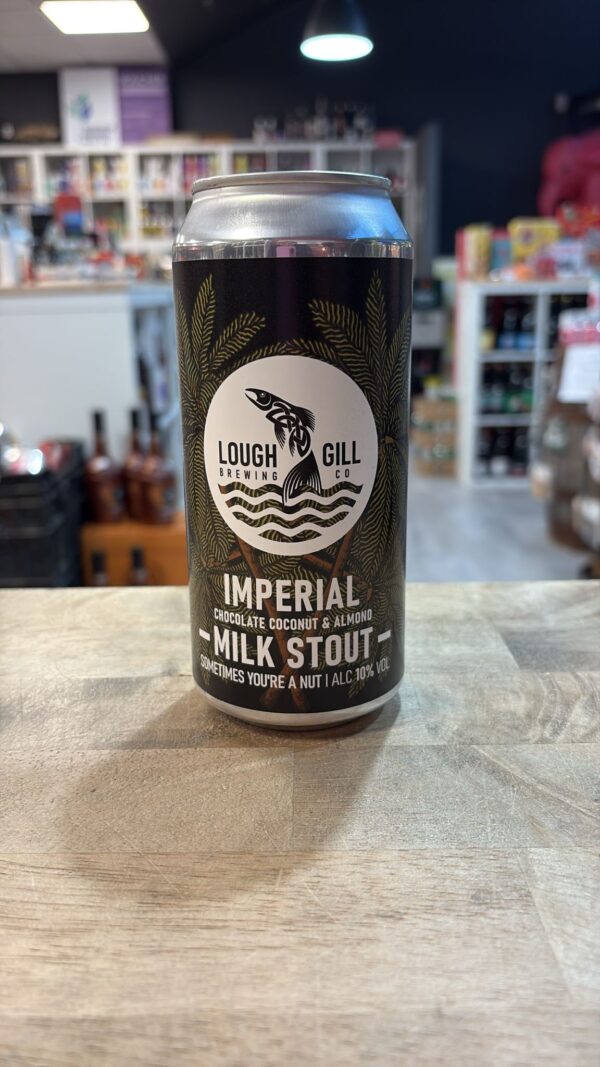 LOUGH GILL
BREWING CO
IMPERIAL
CHOCOLATE COCONUT & ALMOND
MILK STOUT
SOMETIMES YOU'RE A NUT | ALC 10% VOL